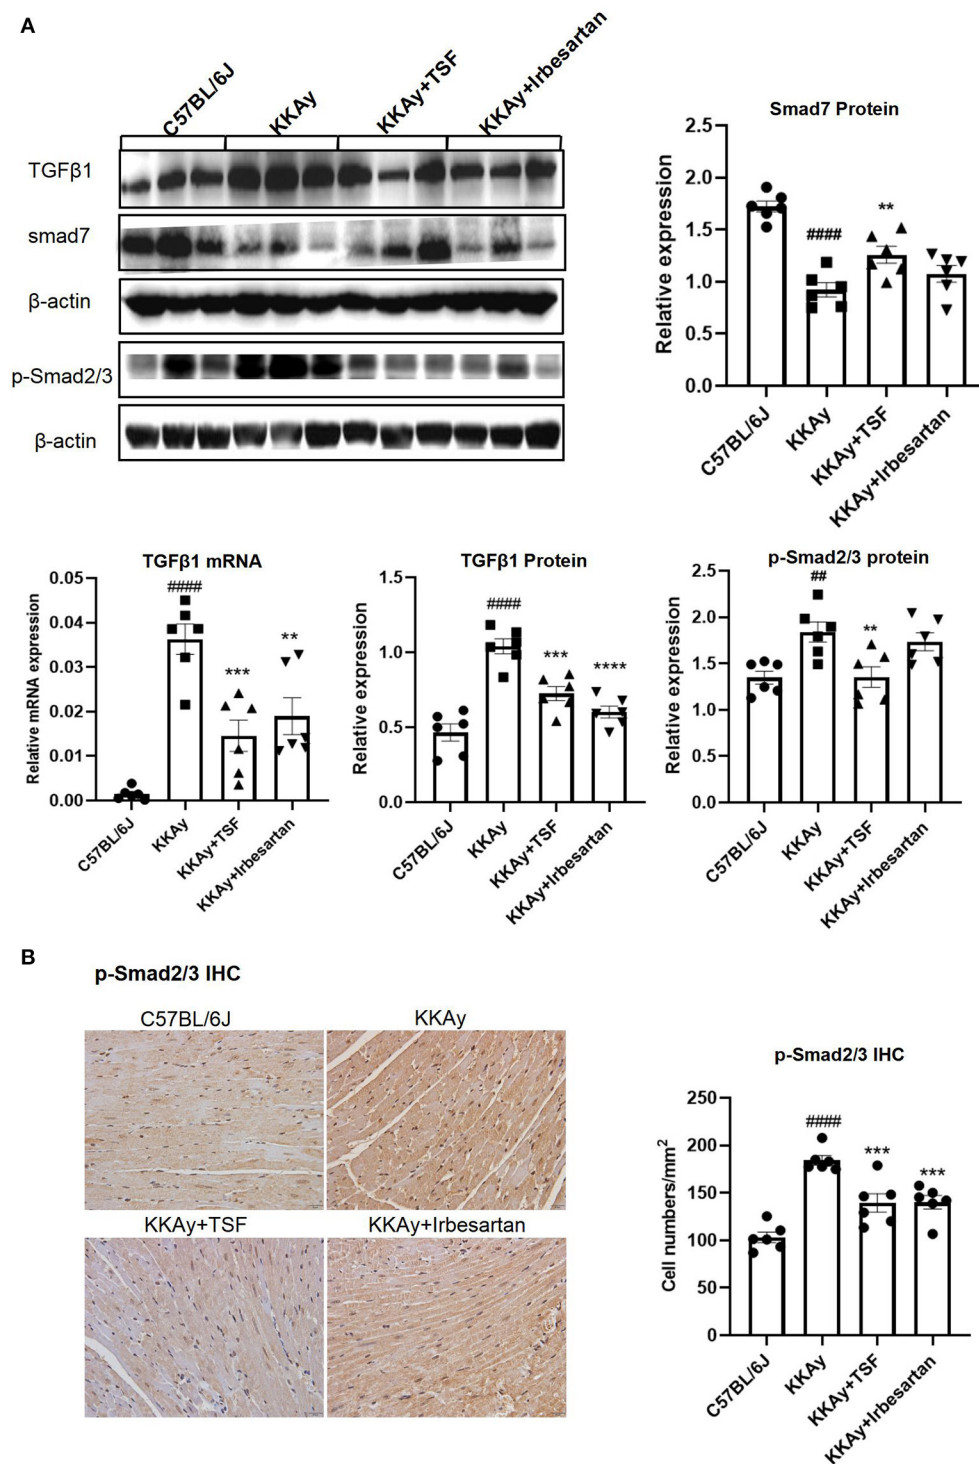 A
C57BL/6J
KKAy
KKAy+TSF
KKAy+Irbesartan
TGFβ1
smad7
β-actin
p-Smad2/3
β-actin
Smad7 Protein
Relative expression
2.5
2.0
1.5
1.0
0.5
0.0
####
**
C57BL/6J
KKAy
KKAy+TSF
KKAy+Irbesartan
TGFβ1 mRNA
Relative mRNA expression
0.05
0.04
0.03
0.02
0.01
0.00
####
***
**
C57BL/6J
KKAy
KKAy+TSF
KKAy+Irbesartan
TGFβ1 Protein
Relative expression
1.5
1.0
0.5
0.0
####
***
****
C57BL/6J
KKAy
KKAy+TSF
KKAy+Irbesartan
p-Smad2/3 protein
Relative expression
2.5
2.0
1.5
1.0
0.5
0.0
##
**
C57BL/6J
KKAy
KKAy+TSF
KKAy+Irbesartan
B
p-Smad2/3 IHC
C57BL/6J
KKAy
KKAy+TSF
KKAy+Irbesartan
p-Smad2/3 IHC
Cell numbers/mm²
250
200
150
100
50
0
####
***
***
C57BL/6J
KKAy
KKAy+TSF
KKAy+Irbesartan